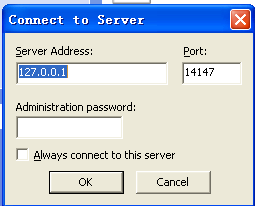 Connect to Server
Server Address: Port:
127.0.0.1 14147
Administration password:
Always connect to this server
OK Cancel